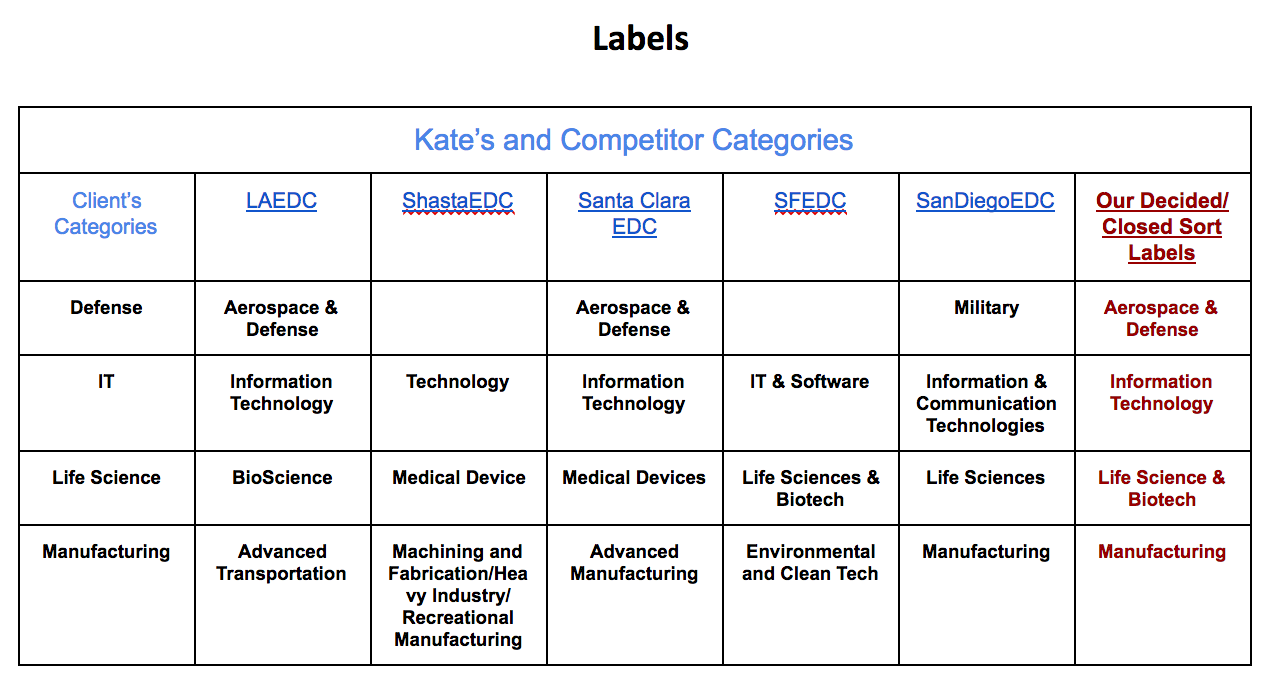 Labels
Kate's and Competitor Categories
Client's
Categories
LAEDC
ShastaEDC
Santa Clara
EDC
SFEDC
SanDiegoEDC
Our Decided/
Closed Sort
Labels
Defense
Aerospace &
Defense
Aerospace &
Defense
Military
Aerospace &
Defense
IT
Information
Technology
Technology
Information
Technology
IT & Software
Information &
Communication
Technologies
Information
Technology
Life Science
BioScience
Medical Device
Medical Devices
Life Sciences &
Biotech
Life Sciences
Life Science &
Biotech
Manufacturing
Advanced
Transportation
Machining and
Fabrication/Hea
vy Industry/
Recreational
Manufacturing
Advanced
Manufacturing
Environmental
and Clean Tech
Manufacturing
Manufacturing